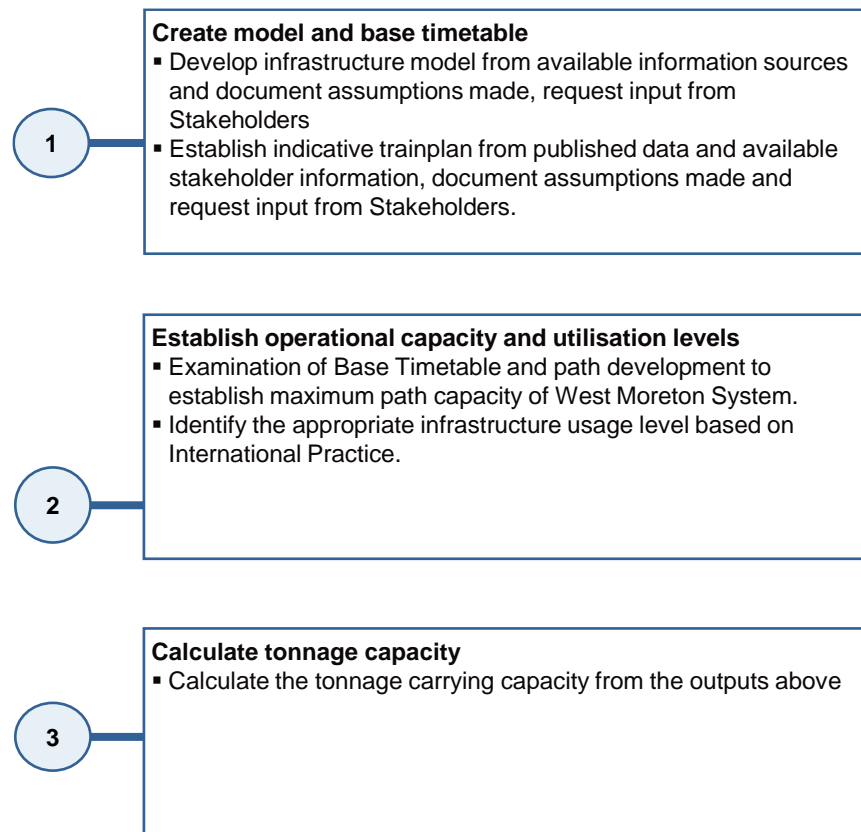 1
Create model and base timetable
▪ Develop infrastructure model from available information sources
and document assumptions made, request input from
Stakeholders
▪ Establish indicative trainplan from published data and available
stakeholder information, document assumptions made and
request input from Stakeholders.
2
Establish operational capacity and utilisation levels
▪ Examination of Base Timetable and path development to
establish maximum path capacity of West Moreton System.
▪ Identify the appropriate infrastructure usage level based on
International Practice.
3
Calculate tonnage capacity
▪ Calculate the tonnage carrying capacity from the outputs above